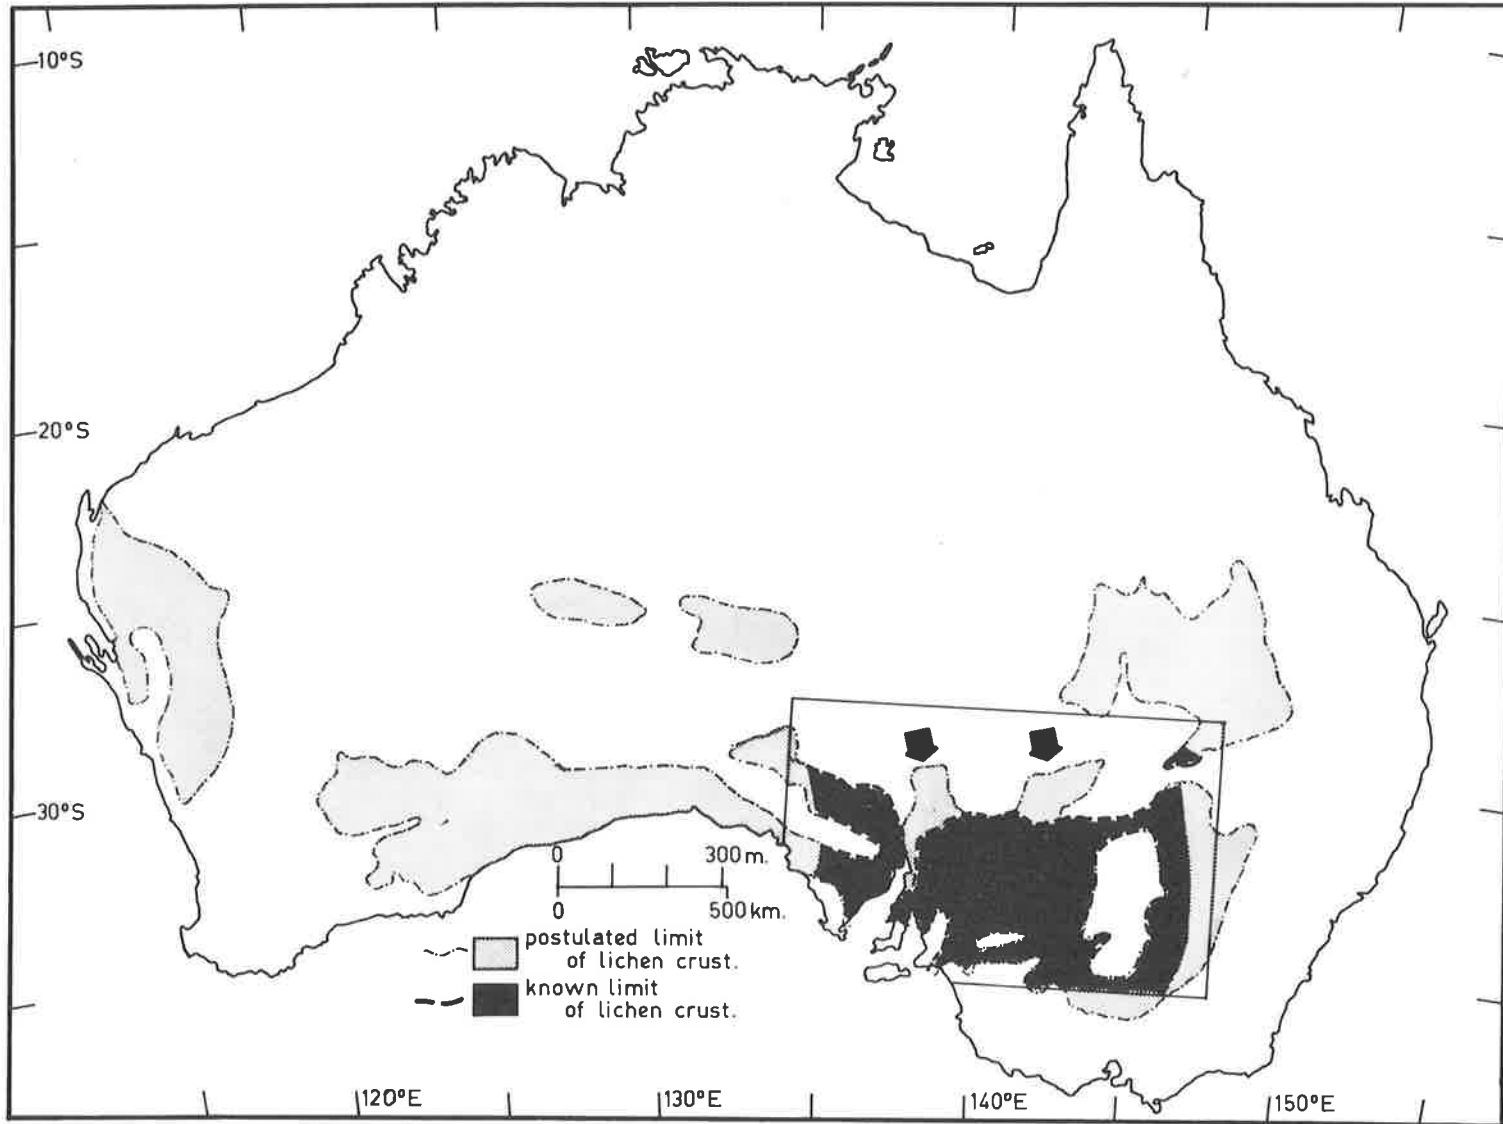 10°S
20°S
30°S
0 300 m.
0 500 km.
postulated limit
of lichen crust.
known limit
of lichen crust.
120°E 130°E 140°E 150°E